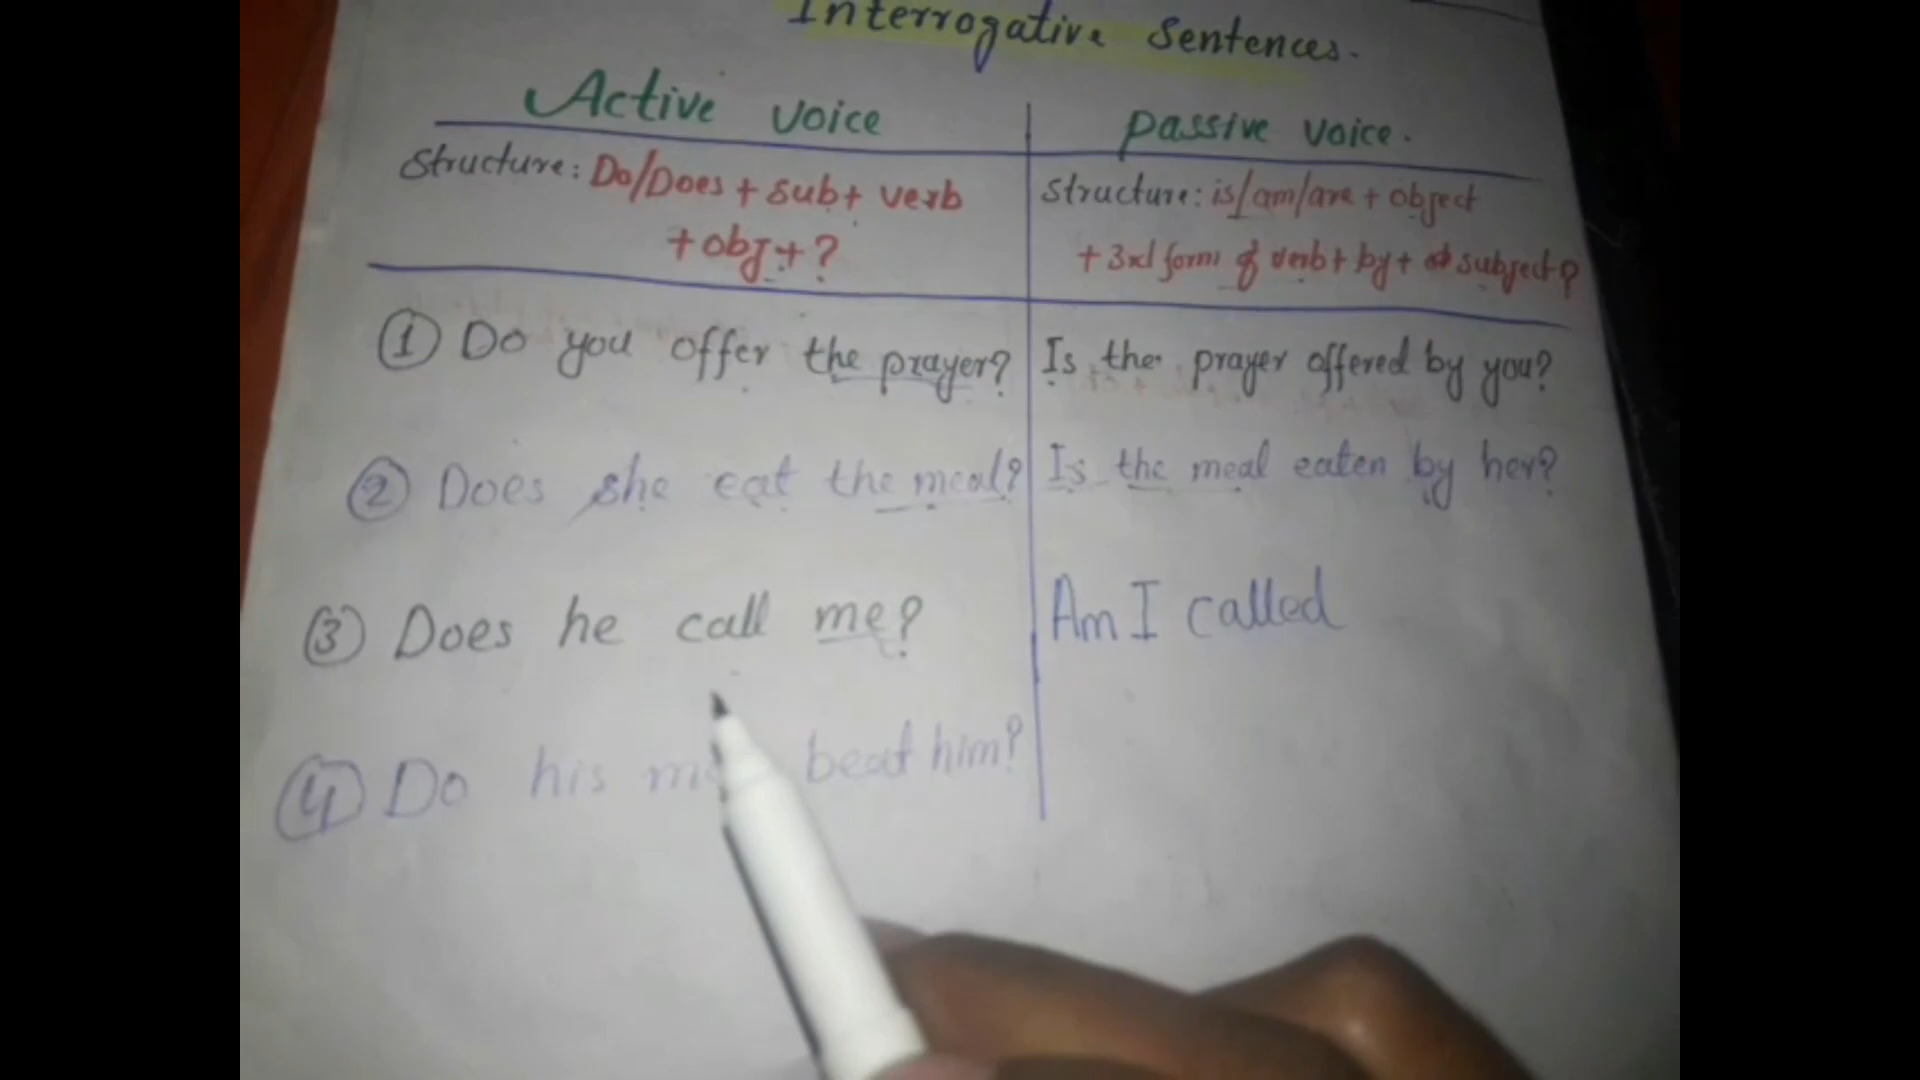 Interrogative Sentences.
Active voice
passive voice.
Structure: Do/Does + sub + verb
+ obj + ?
Structure: is/am/are + object
+ 3rd form of verb + by + subject?
① Do you offer the prayer?
Is the prayer offered by you?
② Does she eat the meal?
Is the meal eaten by her?
③ Does he call me?
Am I called
④ Do his beat him?